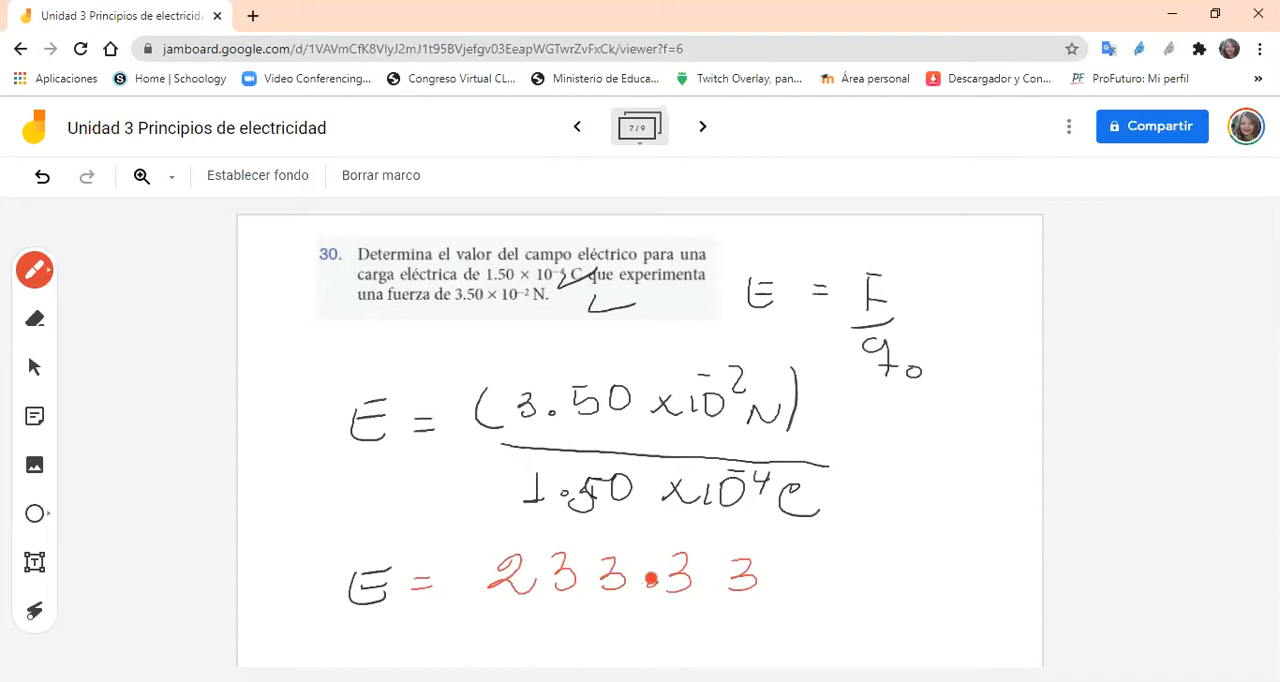 Unidad 3 Principios de electricida
jamboard.google.com/d/1VAVmCfK8VlyJ2mJ1t95BVjefgv03EeapWGTwrZvFxCk/viewer?f=6
Aplicaciones Home | Schoology Video Conferencing,... Congreso Virtual CL... Ministerio de Educa... Twitch Overlay, pan... Área personal Descargador y Con... ProFuturo: Mi perfil »
Unidad 3 Principios de electricidad
7/9
Compartir
Establecer fondo Borrar marco
30. Determina el valor del campo eléctrico para una
carga eléctrica de 1.50 × 10⁻⁴ C que experimenta
una fuerza de 3.50 × 10⁻² N.
E = F
q₀
E = (3.50 x10⁻² N)
1.50 x10⁻⁴ C
E = 233.33